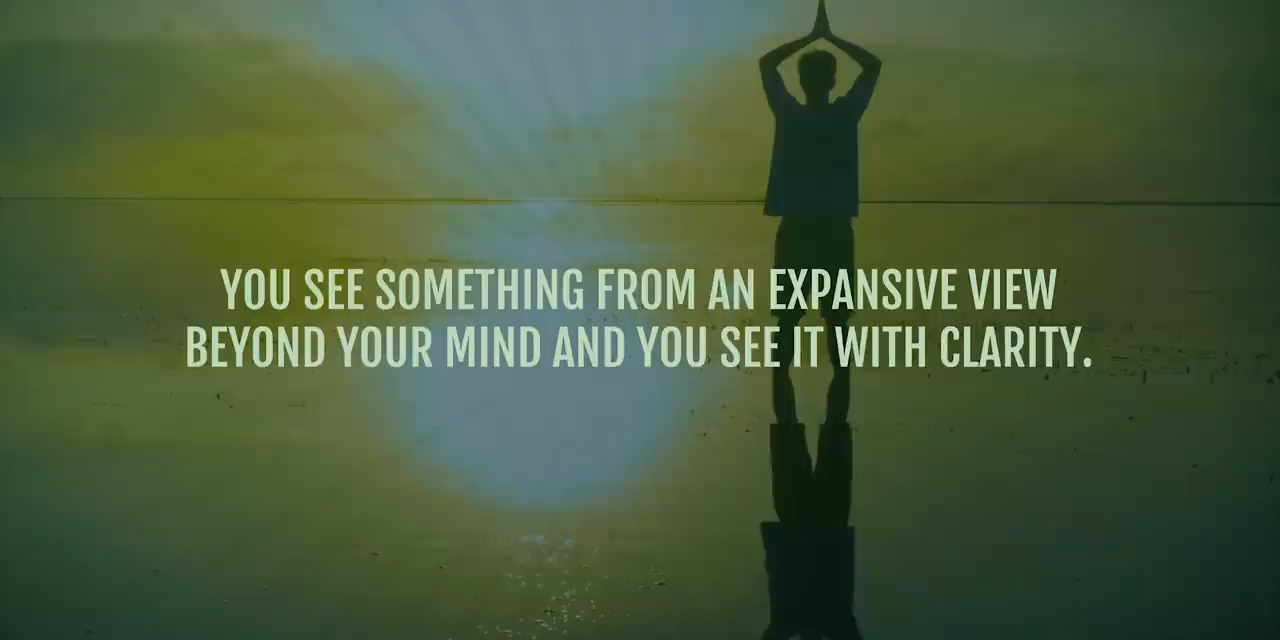 YOU SEE SOMETHING FROM AN EXPANSIVE VIEW
BEYOND YOUR MIND AND YOU SEE IT WITH CLARITY.